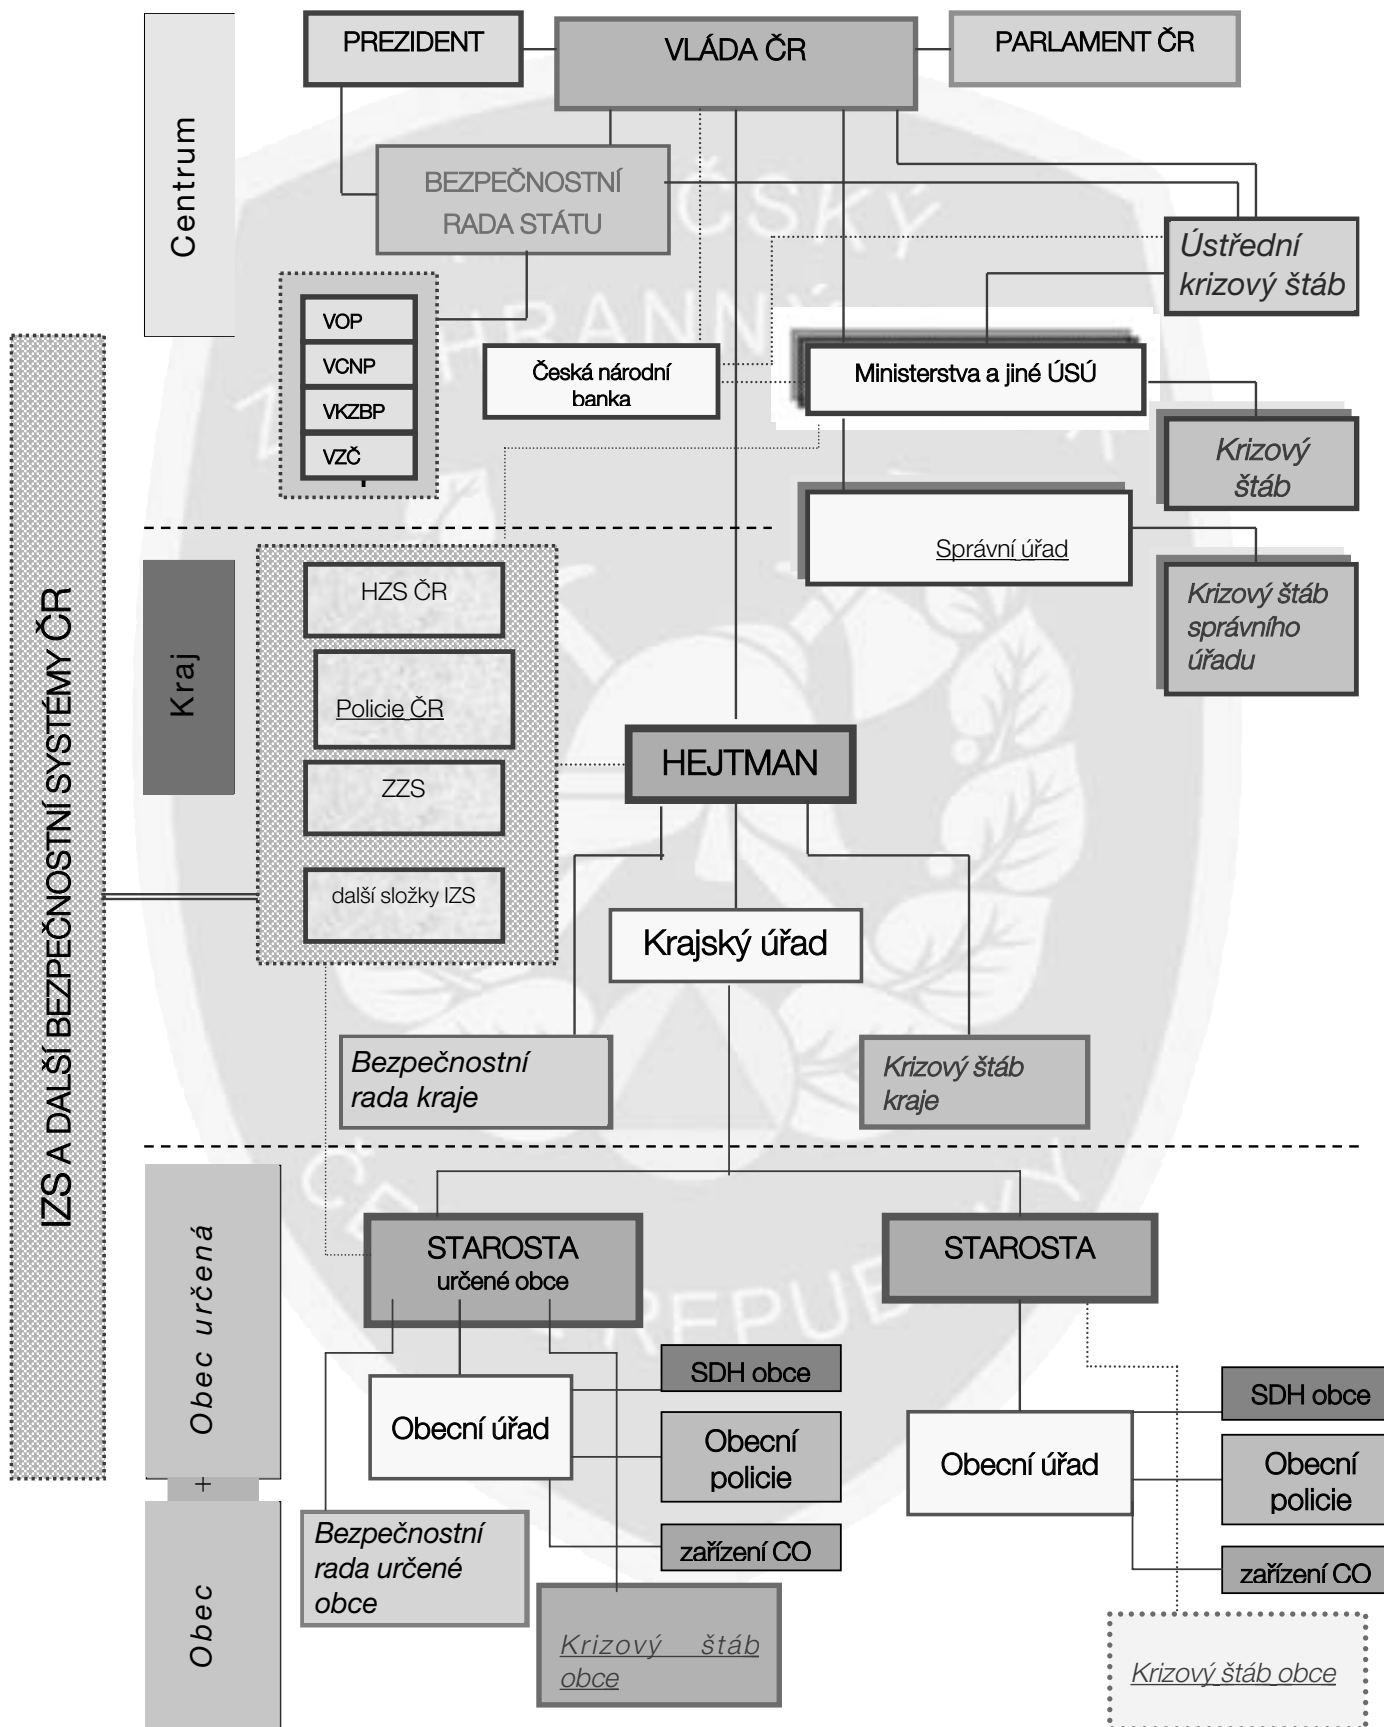 PREZIDENT
VLÁDA ČR
PARLAMENT ČR
Centrum
BEZPEČNOSTNÍ
RADA STÁTU
Ústřední
krizový štáb
VOP
VCNP
VKZBP
VZČ
Česká národní
banka
Ministerstva a jiné ÚSÚ
Krizový
štáb
Správní úřad
Krizový štáb
správního
úřadu
IZS A DALŠÍ BEZPEČNOSTNÍ SYSTÉMY ČR
Kraj
HZS ČR
Policie ČR
ZZS
další složky IZS
HEJTMAN
Krajský úřad
Bezpečnostní
rada kraje
Krizový štáb
kraje
Obec určená
+
Obec
STAROSTA
určené obce
STAROSTA
SDH obce
Obecní úřad
Obecní
policie
zařízení CO
Bezpečnostní
rada určené
obce
Krizový štáb
obce
SDH obce
Obecní úřad
Obecní
policie
zařízení CO
Krizový štáb obce